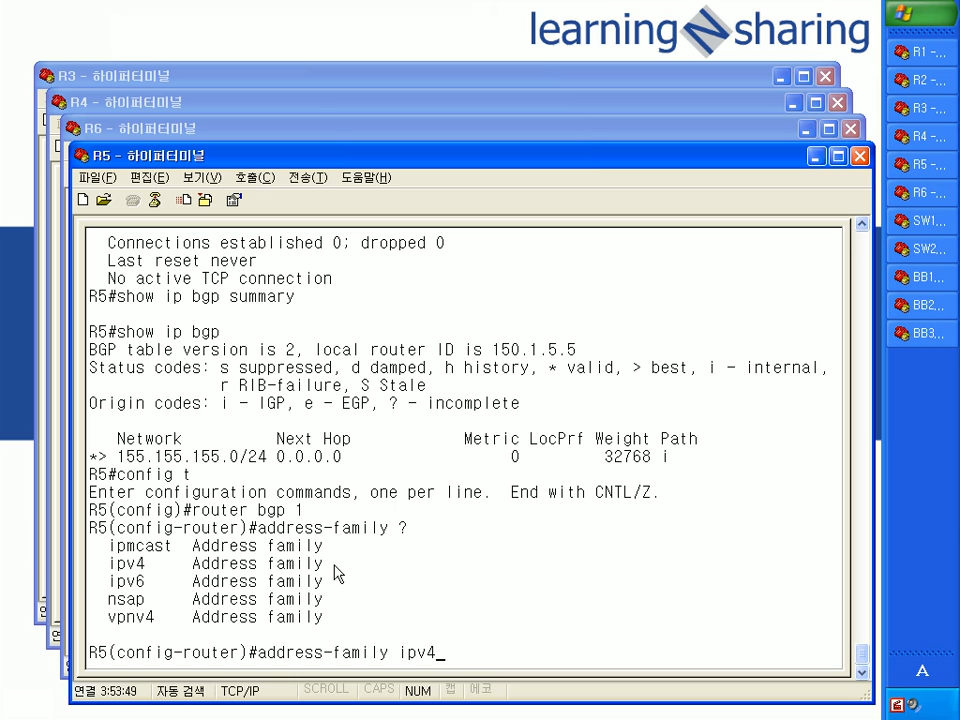 learning N sharing
R3 - 하이퍼터미널
R4 - 하이퍼터미널
R6 - 하이퍼터미널
R5 - 하이퍼터미널
파일(F) 편집(E) 보기(V) 호출(C) 전송(T) 도움말(H)
Connections established 0; dropped 0
Last reset never
No active TCP connection
R5#show ip bgp summary
R5#show ip bgp
BGP table version is 2, local router ID is 150.1.5.5
Status codes: s suppressed, d damped, h history, * valid, > best, i - internal,
r RIB-failure, S Stale
Origin codes: i - IGP, e - EGP, ? - incomplete
Network Next Hop Metric LocPrf Weight Path
*> 155.155.155.0/24 0.0.0.0 0 32768 i
R5#config t
Enter configuration commands, one per line. End with CNTL/Z.
R5(config)#router bgp 1
R5(config-router)#address-family ?
ipmcast Address family
ipv4 Address family
ipv6 Address family
nsap Address family
vpnv4 Address family
R5(config-router)#address-family ipv4_
연결 3:53:49 자동 검색 TCP/IP SCROLL CAPS NUM 캡 에코
R1 -...
R2 -...
R3 -...
R4 -...
R5 -...
R6 -...
SW1...
SW2...
BB1...
BB2...
BB3...
A